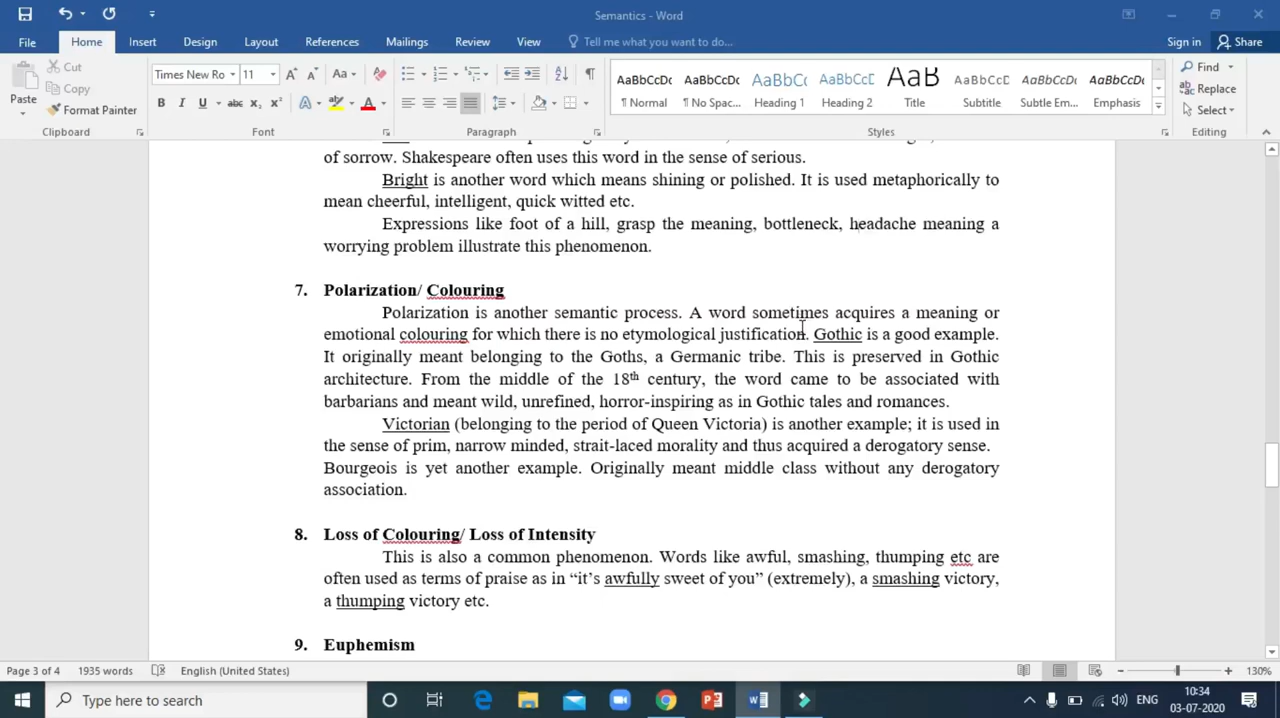 Semantics - Word
File Home Insert Design Layout References Mailings Review View Tell me what you want to do... Sign in Share
Paste Cut Copy Format Painter
Times New Ro 11
AaBbCcDc AaBbCcDc AaBbCc AaBbCcD AaB AaBbCcD AaBbCcDc AaBbCcDc
¶ Normal ¶ No Spac... Heading 1 Heading 2 Title Subtitle Subtle Em... Emphasis
Find Replace Select
Clipboard Font Paragraph Styles Editing
of sorrow. Shakespeare often uses this word in the sense of serious.
Bright is another word which means shining or polished. It is used metaphorically to
mean cheerful, intelligent, quick witted etc.
Expressions like foot of a hill, grasp the meaning, bottleneck, headache meaning a
worrying problem illustrate this phenomenon.
7. Polarization/ Colouring
Polarization is another semantic process. A word sometimes acquires a meaning or
emotional colouring for which there is no etymological justification. Gothic is a good example.
It originally meant belonging to the Goths, a Germanic tribe. This is preserved in Gothic
architecture. From the middle of the 18th century, the word came to be associated with
barbarians and meant wild, unrefined, horror-inspiring as in Gothic tales and romances.
Victorian (belonging to the period of Queen Victoria) is another example; it is used in
the sense of prim, narrow minded, strait-laced morality and thus acquired a derogatory sense.
Bourgeois is yet another example. Originally meant middle class without any derogatory
association.
8. Loss of Colouring/ Loss of Intensity
This is also a common phenomenon. Words like awful, smashing, thumping etc are
often used as terms of praise as in “it’s awfully sweet of you” (extremely), a smashing victory,
a thumping victory etc.
9. Euphemism
Page 3 of 4 1935 words English (United States) 130%
Type here to search ENG 10:34
03-07-2020